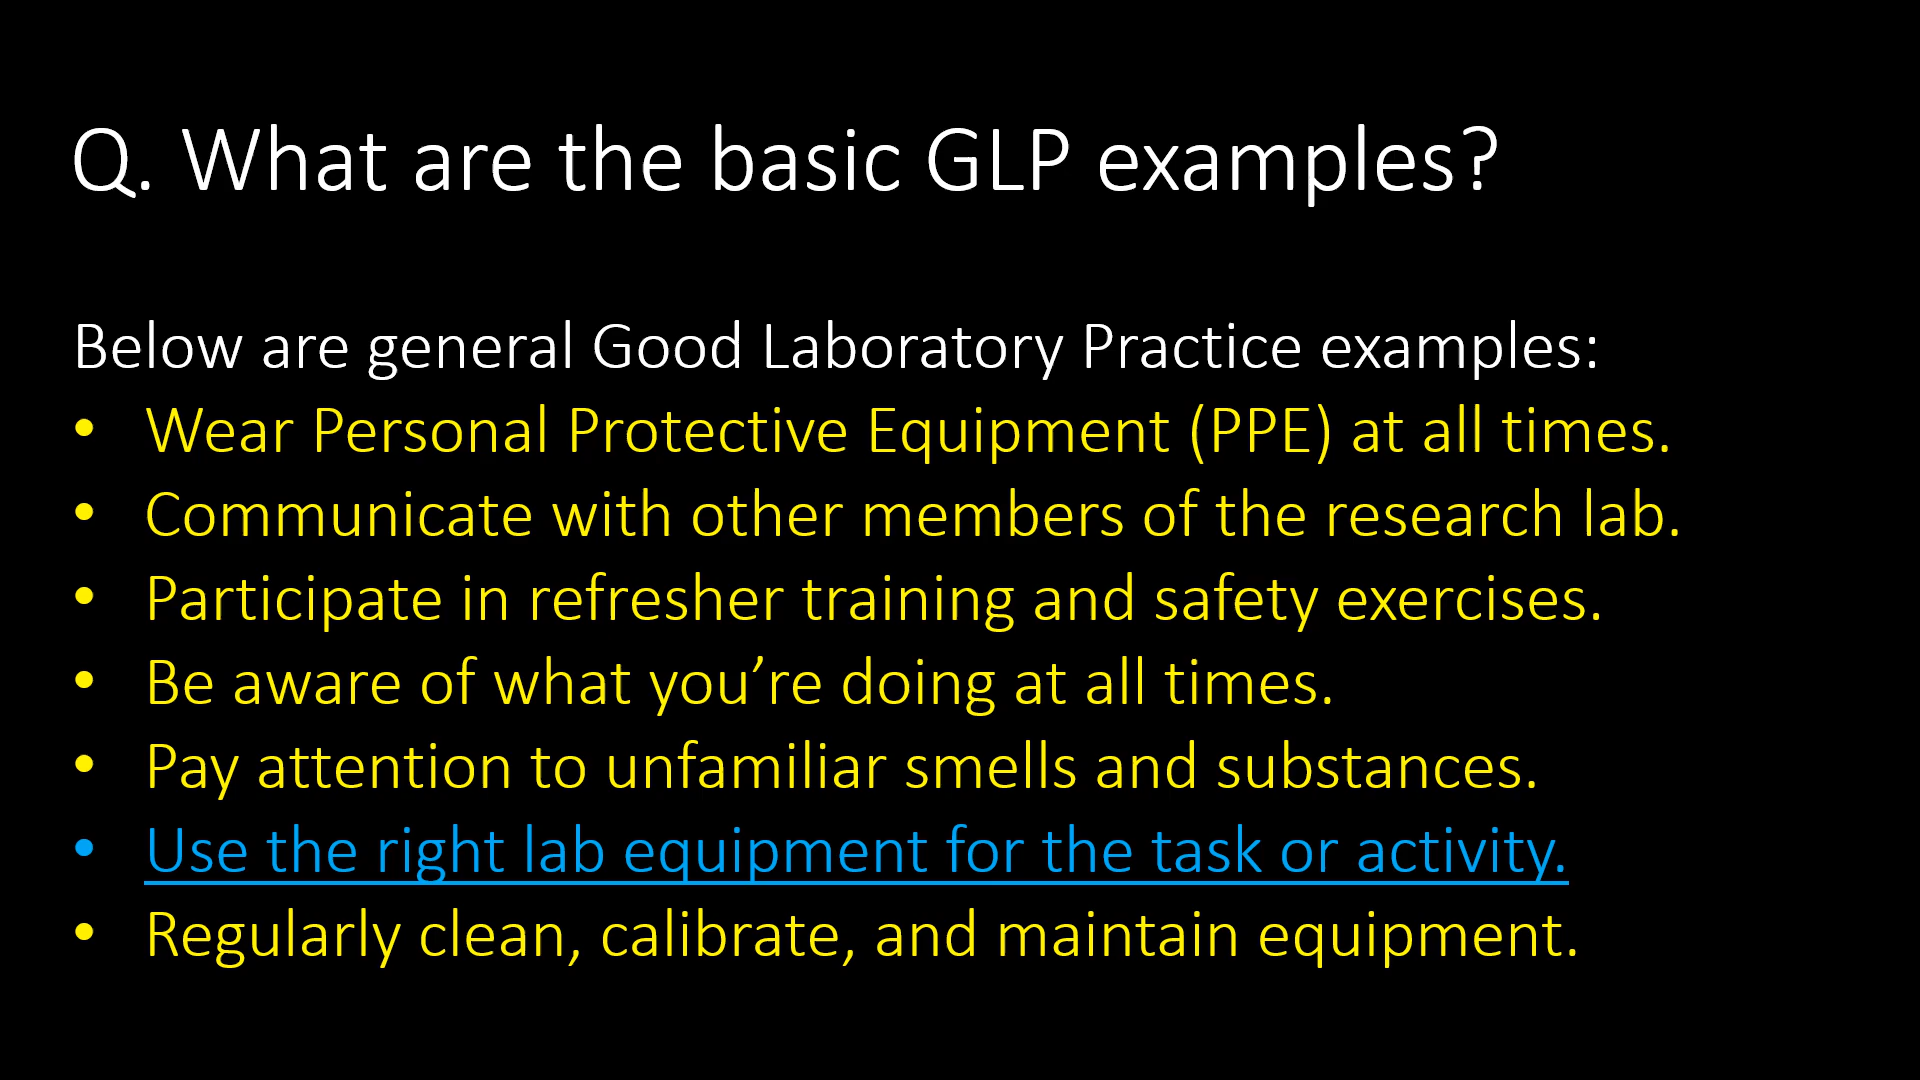 Q. What are the basic GLP examples?
Below are general Good Laboratory Practice examples:
• Wear Personal Protective Equipment (PPE) at all times.
• Communicate with other members of the research lab.
• Participate in refresher training and safety exercises.
• Be aware of what you’re doing at all times.
• Pay attention to unfamiliar smells and substances.
• Use the right lab equipment for the task or activity.
• Regularly clean, calibrate, and maintain equipment.